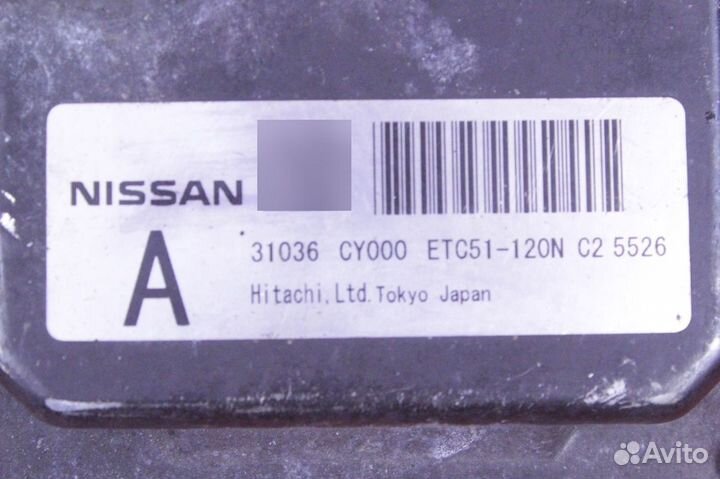 NISSAN
A
31036 CY000 ETC51-120N C2 5526
Hitachi, Ltd. Tokyo Japan
Avito